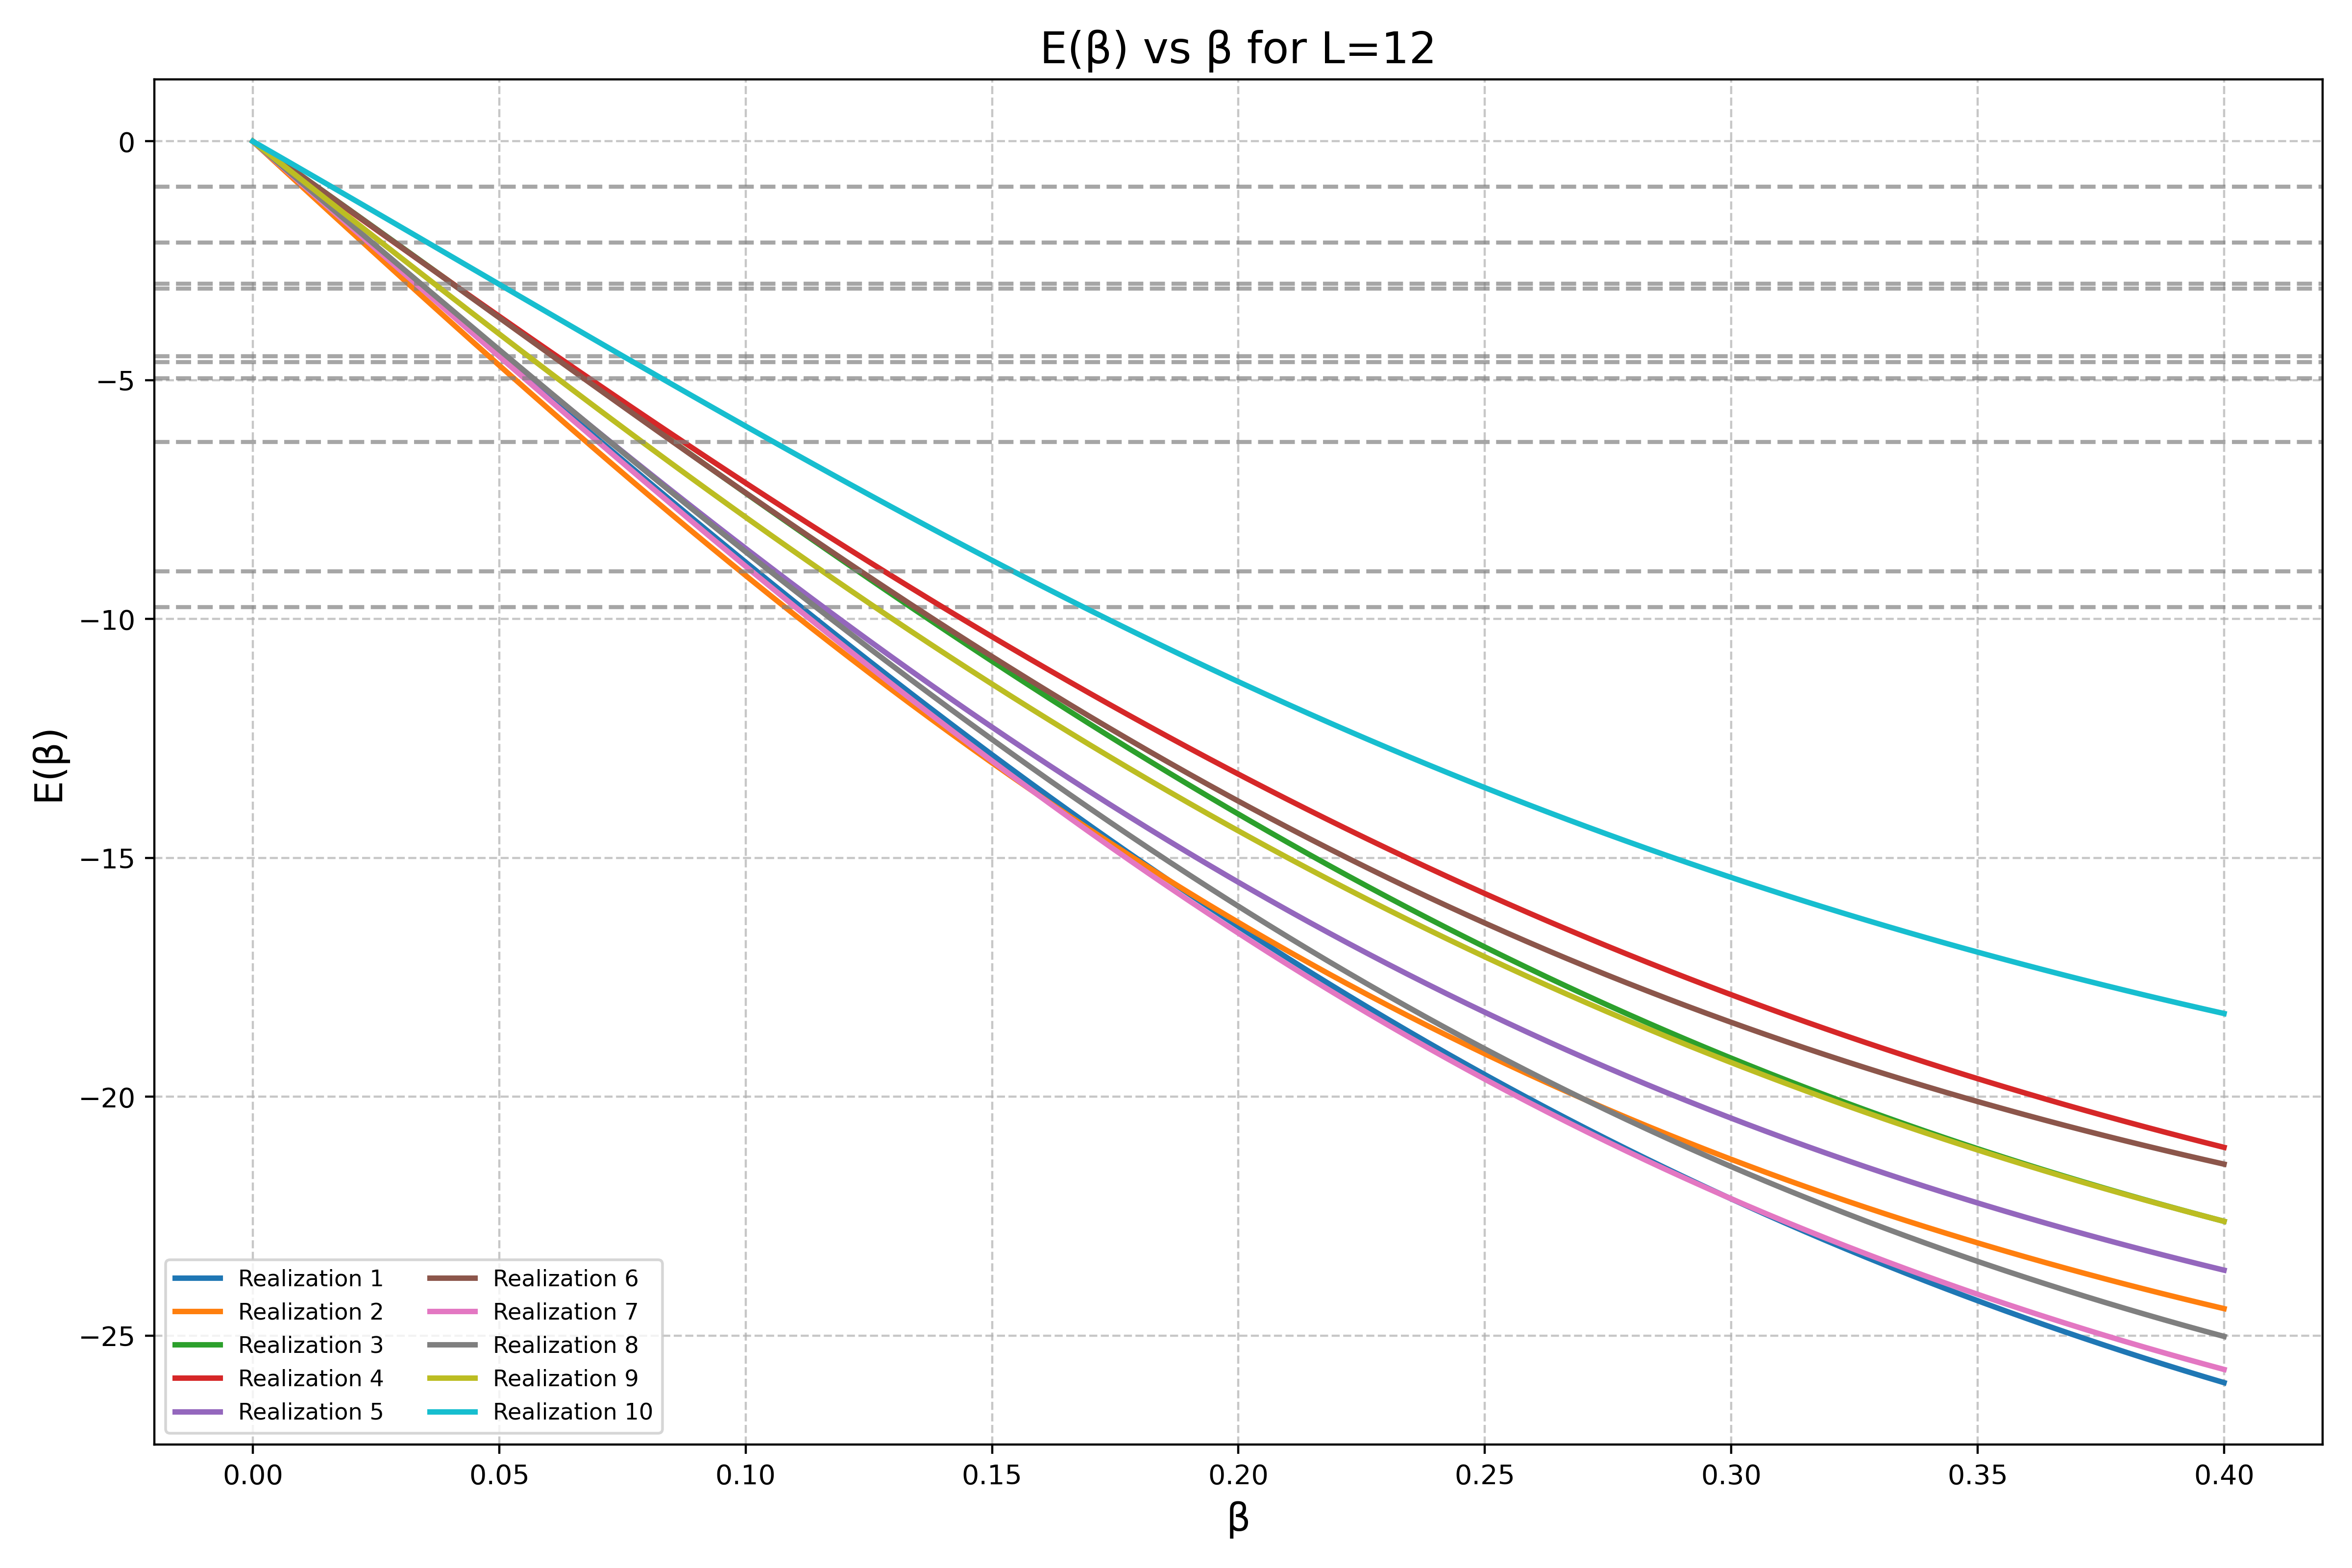 E(β) vs β for L=12
E(β)
0
−5
−10
−15
−20
−25
Realization 1
Realization 2
Realization 3
Realization 4
Realization 5
Realization 6
Realization 7
Realization 8
Realization 9
Realization 10
0.00 0.05 0.10 0.15 0.20 0.25 0.30 0.35 0.40
β